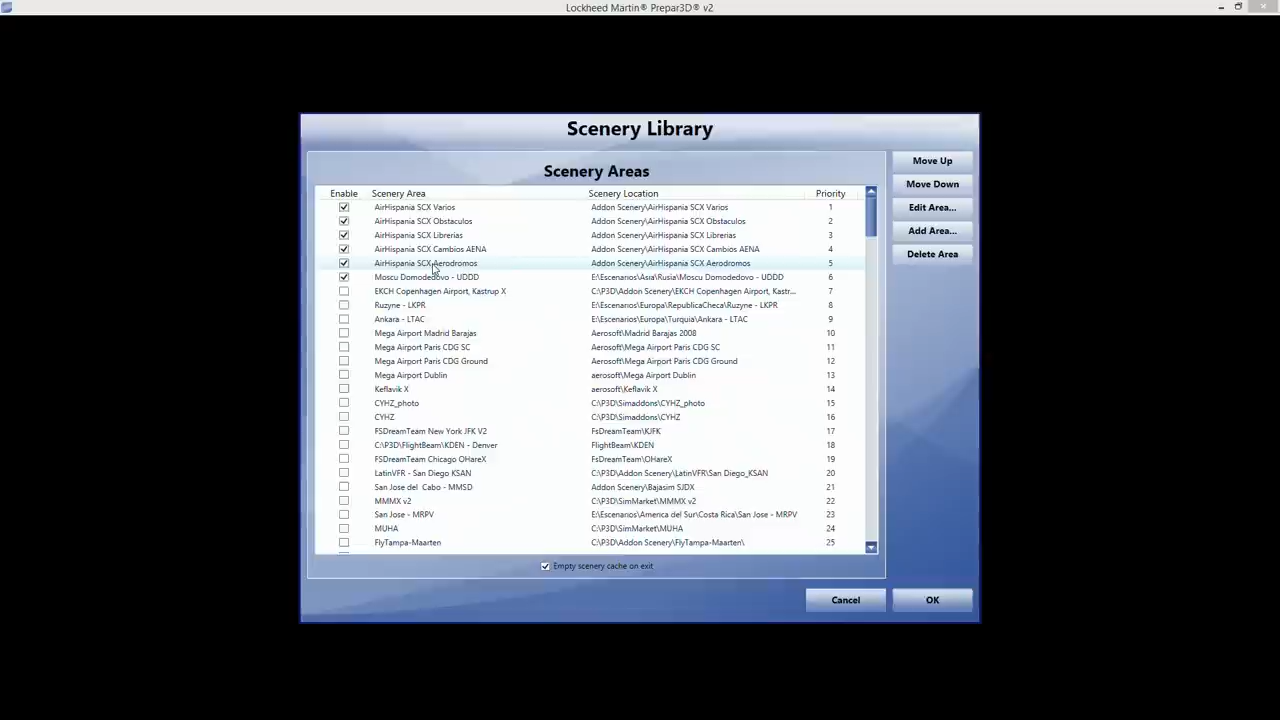 Lockheed Martin® Prepar3D® v2
Scenery Library
Scenery Areas
Enable Scenery Area Scenery Location Priority
AirHispania SCX Varios Addon Scenery\AirHispania SCX Varios 1
AirHispania SCX Obstaculos Addon Scenery\AirHispania SCX Obstaculos 2
AirHispania SCX Librerias Addon Scenery\AirHispania SCX Librerias 3
AirHispania SCX Cambios AENA Addon Scenery\AirHispania SCX Cambios AENA 4
AirHispania SCX Aerodromos Addon Scenery\AirHispania SCX Aerodromos 5
Moscu Domodedovo - UDDD E:\Escenarios\Asia\Rusia\Moscu Domodedovo - UDDD 6
EKCH Copenhagen Airport, Kastrup X C:\P3D\Addon Scenery\EKCH Copenhagen Airport, Kastr... 7
Ruzyne - LKPR E:\Escenarios\Europa\RepublicaCheca\Ruzyne - LKPR 8
Ankara - LTAC E:\Escenarios\Europa\Turquia\Ankara - LTAC 9
Mega Airport Madrid Barajas Aerosoft\Madrid Barajas 2008 10
Mega Airport Paris CDG SC Aerosoft\Mega Airport Paris CDG SC 11
Mega Airport Paris CDG Ground Aerosoft\Mega Airport Paris CDG Ground 12
Mega Airport Dublin aerosoft\Mega Airport Dublin 13
Keflavik X aerosoft\Keflavik X 14
CYHZ_photo C:\P3D\Simaddons\CYHZ_photo 15
CYHZ C:\P3D\Simaddons\CYHZ 16
FSDreamTeam New York JFK V2 FsDreamTeam\KJFK 17
C:\P3D\FlightBeam\KDEN - Denver FlightBeam\KDEN 18
FSDreamTeam Chicago OHareX FsDreamTeam\OHareX 19
LatinVFR - San Diego KSAN C:\P3D\Addon Scenery\LatinVFR\San Diego_KSAN 20
San Jose del Cabo - MMSD Addon Scenery\Bajasim SJDX 21
MMMX v2 C:\P3D\SimMarket\MMMX v2 22
San Jose - MRPV E:\Escenarios\America del Sur\Costa Rica\San Jose - MRPV 23
MUHA C:\P3D\SimMarket\MUHA 24
FlyTampa-Maarten C:\P3D\Addon Scenery\FlyTampa-Maarten\ 25
Empty scenery cache on exit
Move Up
Move Down
Edit Area...
Add Area...
Delete Area
Cancel
OK